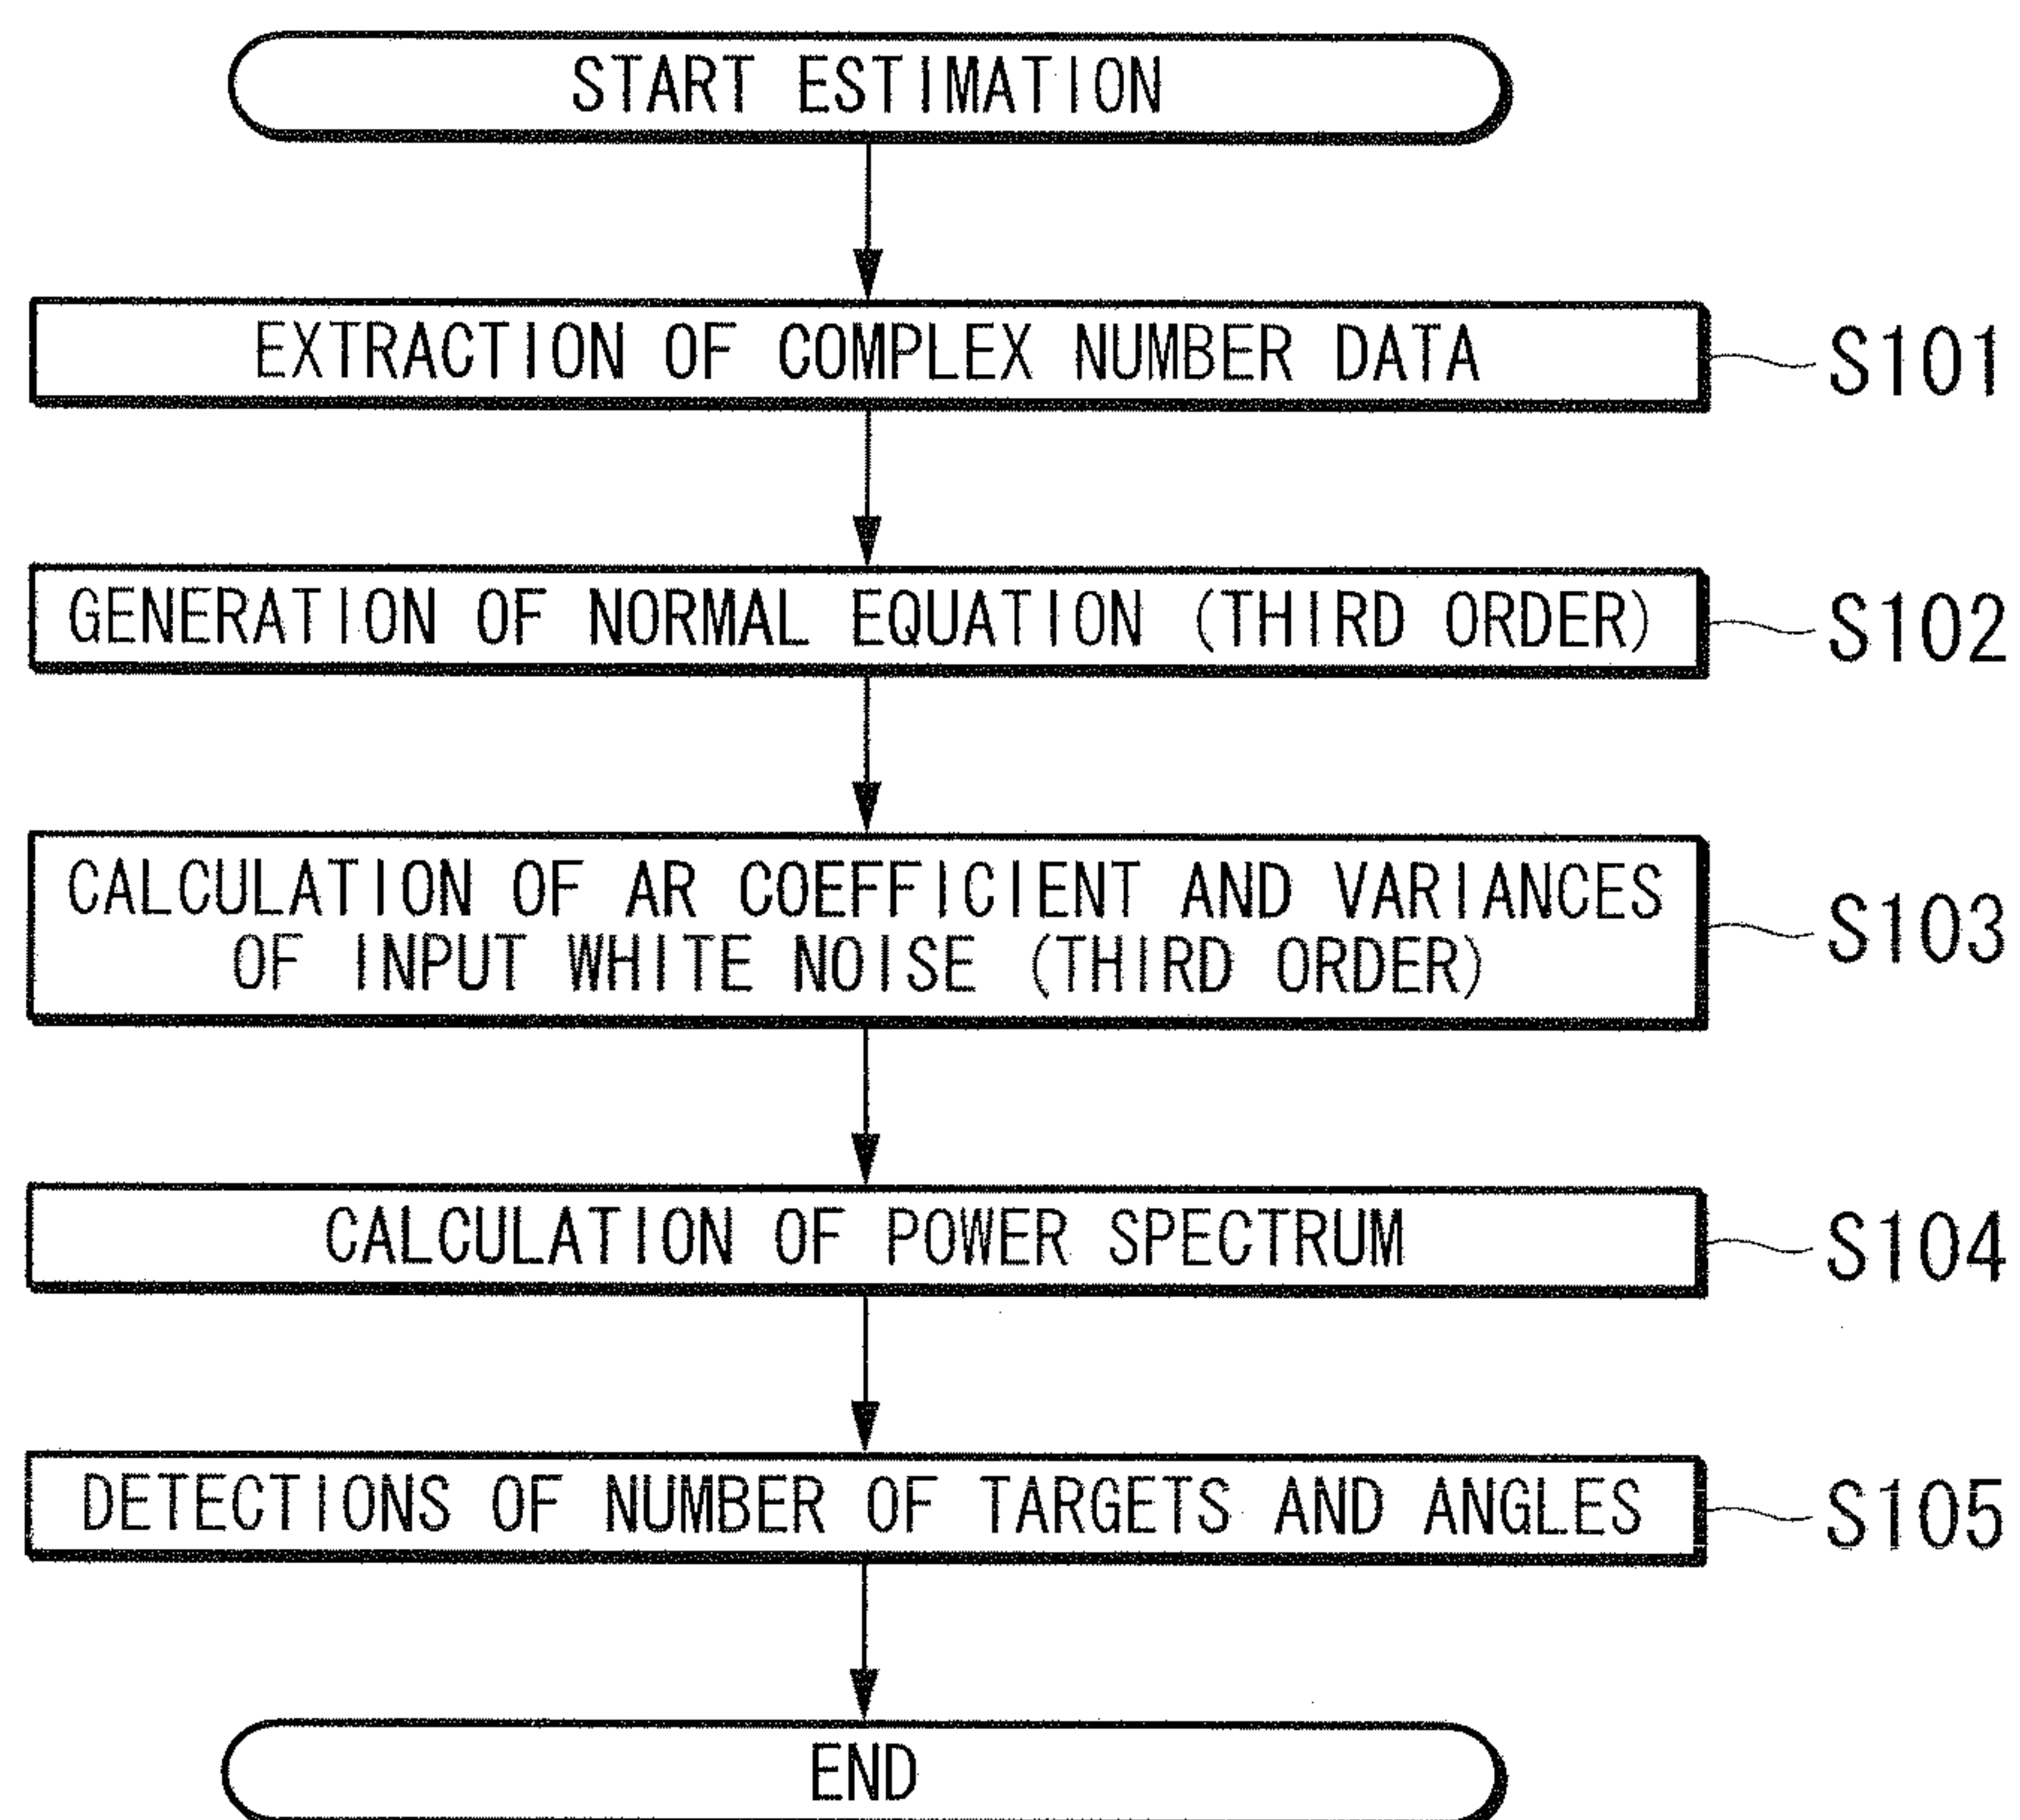 START ESTIMATION
EXTRACTION OF COMPLEX NUMBER DATA
S101
GENERATION OF NORMAL EQUATION (THIRD ORDER)
S102
CALCULATION OF AR COEFFICIENT AND VARIANCES
OF INPUT WHITE NOISE (THIRD ORDER)
S103
CALCULATION OF POWER SPECTRUM
S104
DETECTIONS OF NUMBER OF TARGETS AND ANGLES
S105
END